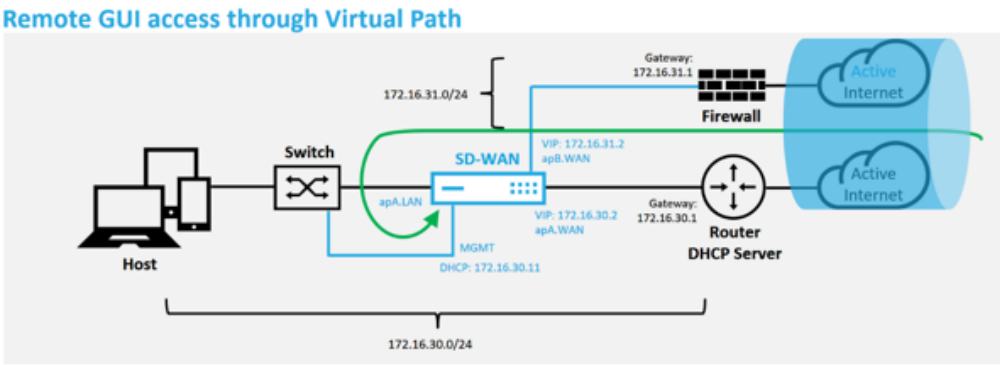 Remote GUI access through Virtual Path
Gateway:
172.16.31.1
Active
Internet
172.16.31.0/24
Firewall
VIP: 172.16.31.2
apB.WAN
Switch
SD-WAN
Active
Internet
apA.LAN
VIP: 172.16.30.2
apA.WAN
Gateway:
172.16.30.1
Router
DHCP Server
MGMT
DHCP: 172.16.30.11
Host
172.16.30.0/24